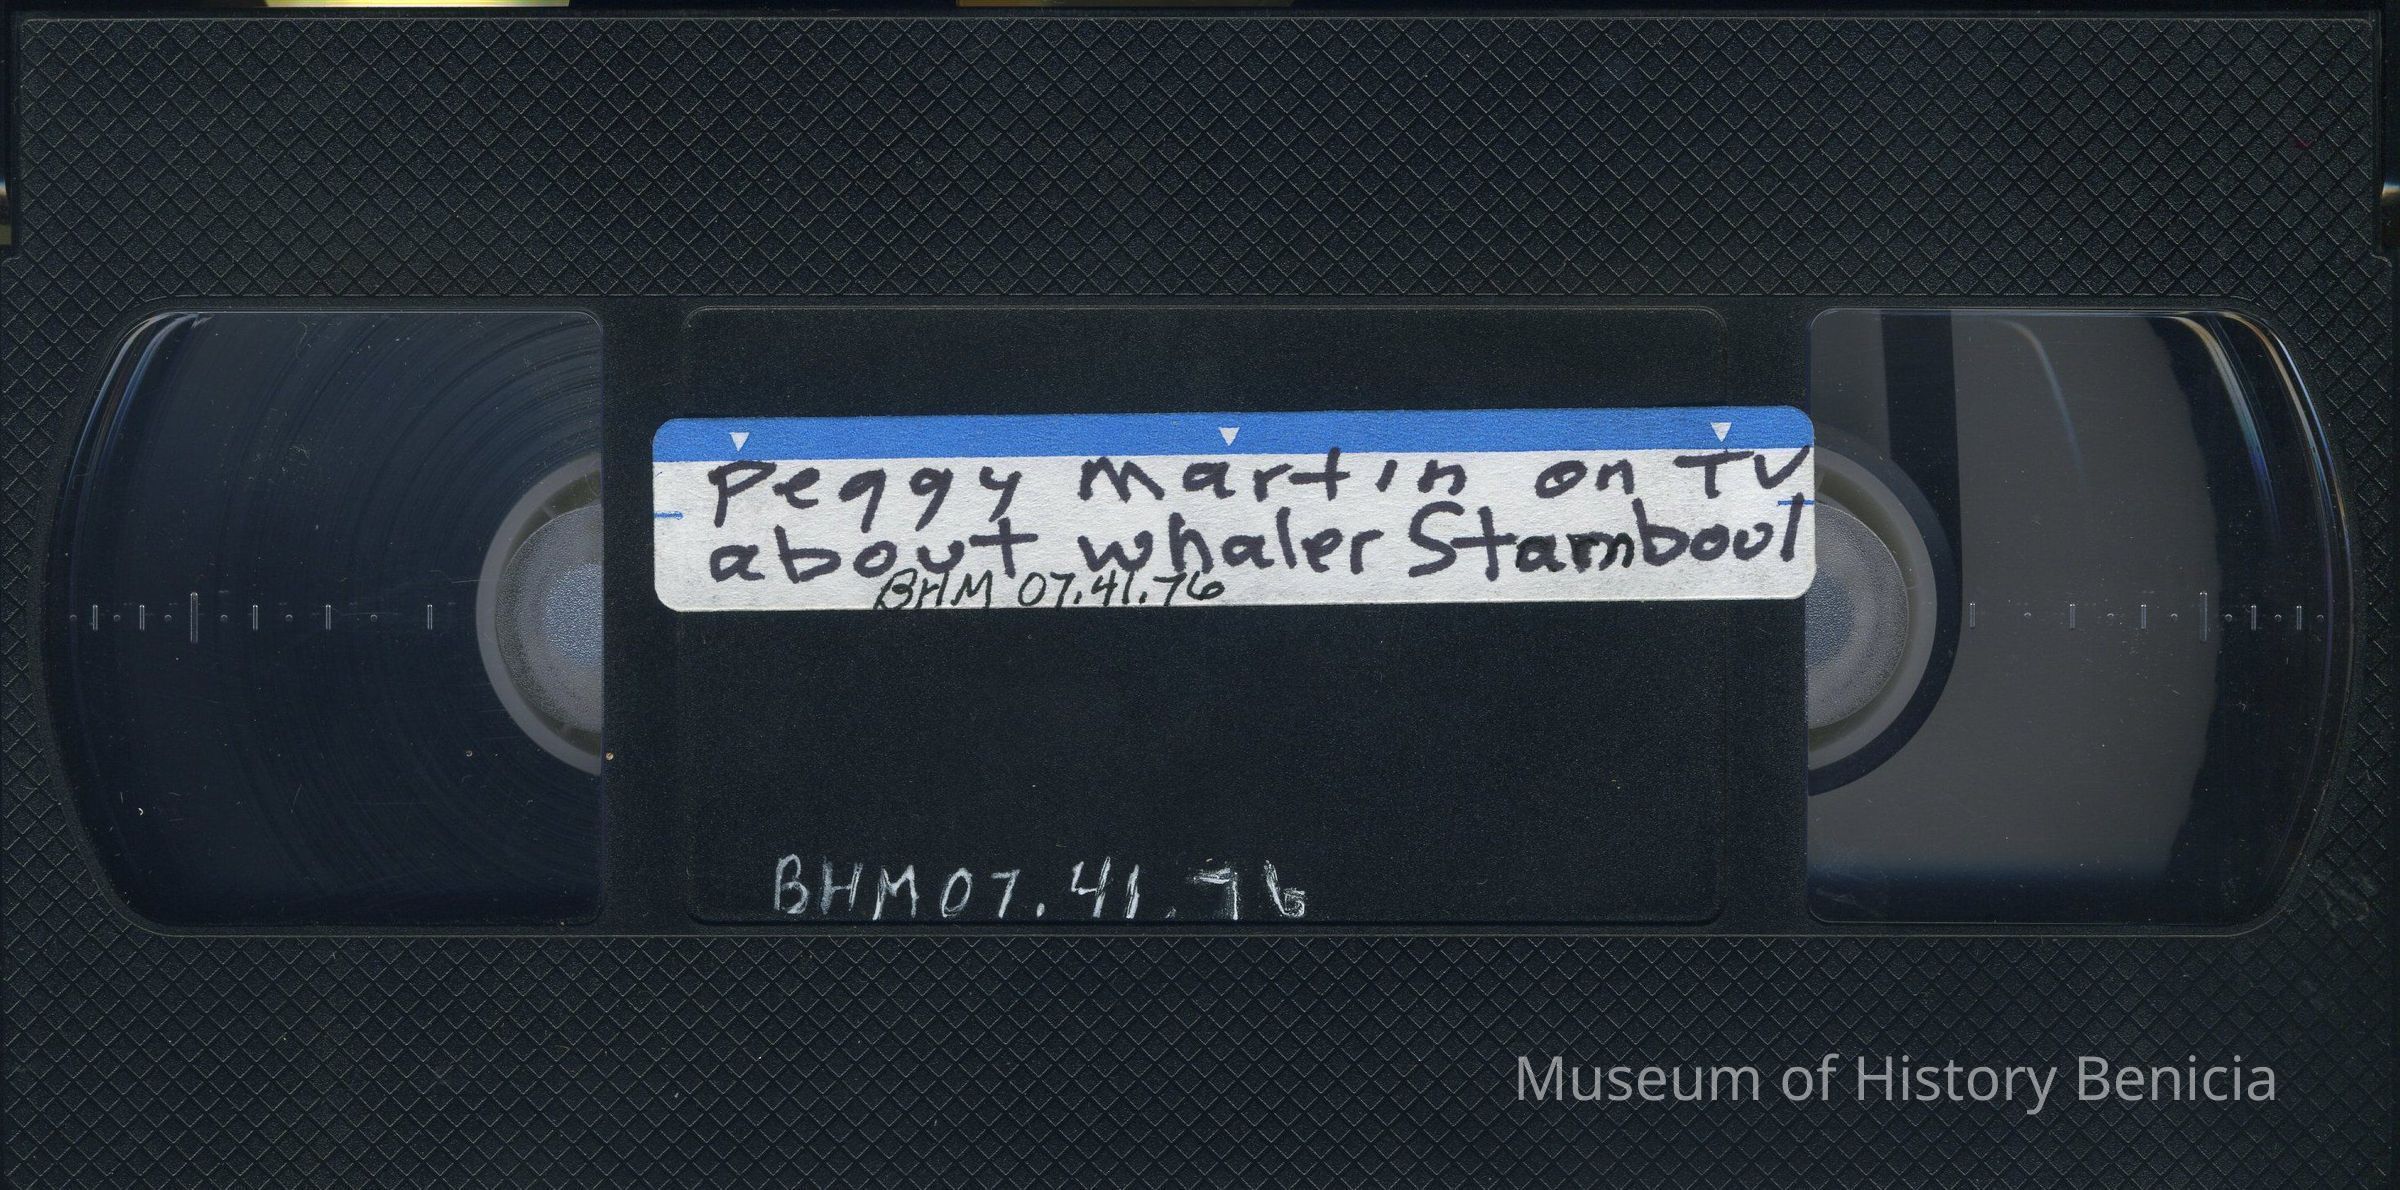 Peggy Martin on TV
about whaler Stamboul
BHM 07.41.76
BHM07.41.76
Museum of History Benicia